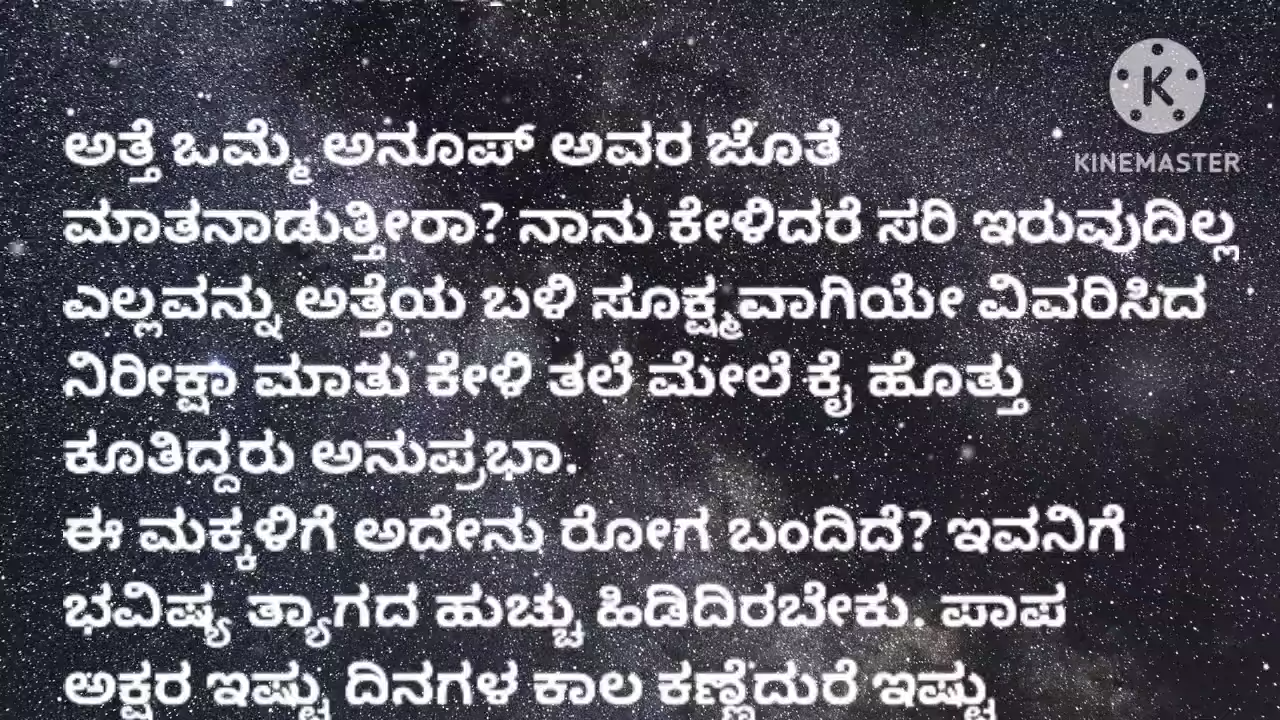 KINEMASTER
ಅತ್ತೆ ಒಮ್ಮೆ ಅನೂಪ್ ಅವರ ಜೊತೆ
ಮಾತನಾಡುತ್ತೀರಾ? ನಾನು ಕೇಳಿದರೆ ಸರಿ ಇರುವುದಿಲ್ಲ
ಎಲ್ಲವನ್ನು ಅತ್ತೆಯ ಬಳಿ ಸೂಕ್ಷ್ಮವಾಗಿಯೇ ವಿವರಿಸಿದ
ನಿರೀಕ್ಷಾ ಮಾತು ಕೇಳಿ ತಲೆ ಮೇಲೆ ಕೈ ಹೊತ್ತು
ಕೂತಿದ್ದರು ಅನುಪ್ರಭಾ.
ಈ ಮಕ್ಕಳಿಗೆ ಅದೇನು ರೋಗ ಬಂದಿದೆ? ಇವನಿಗೆ
ಭವಿಷ್ಯ ತ್ಯಾಗದ ಹುಚ್ಚು ಹಿಡಿದಿರಬೇಕು. ಪಾಪ
ಅಕ್ಷರ ಇಷ್ಟು ದಿನಗಳ ಕಾಲ ಕಣ್ಣೆದುರೆ ಇಷ್ಟು